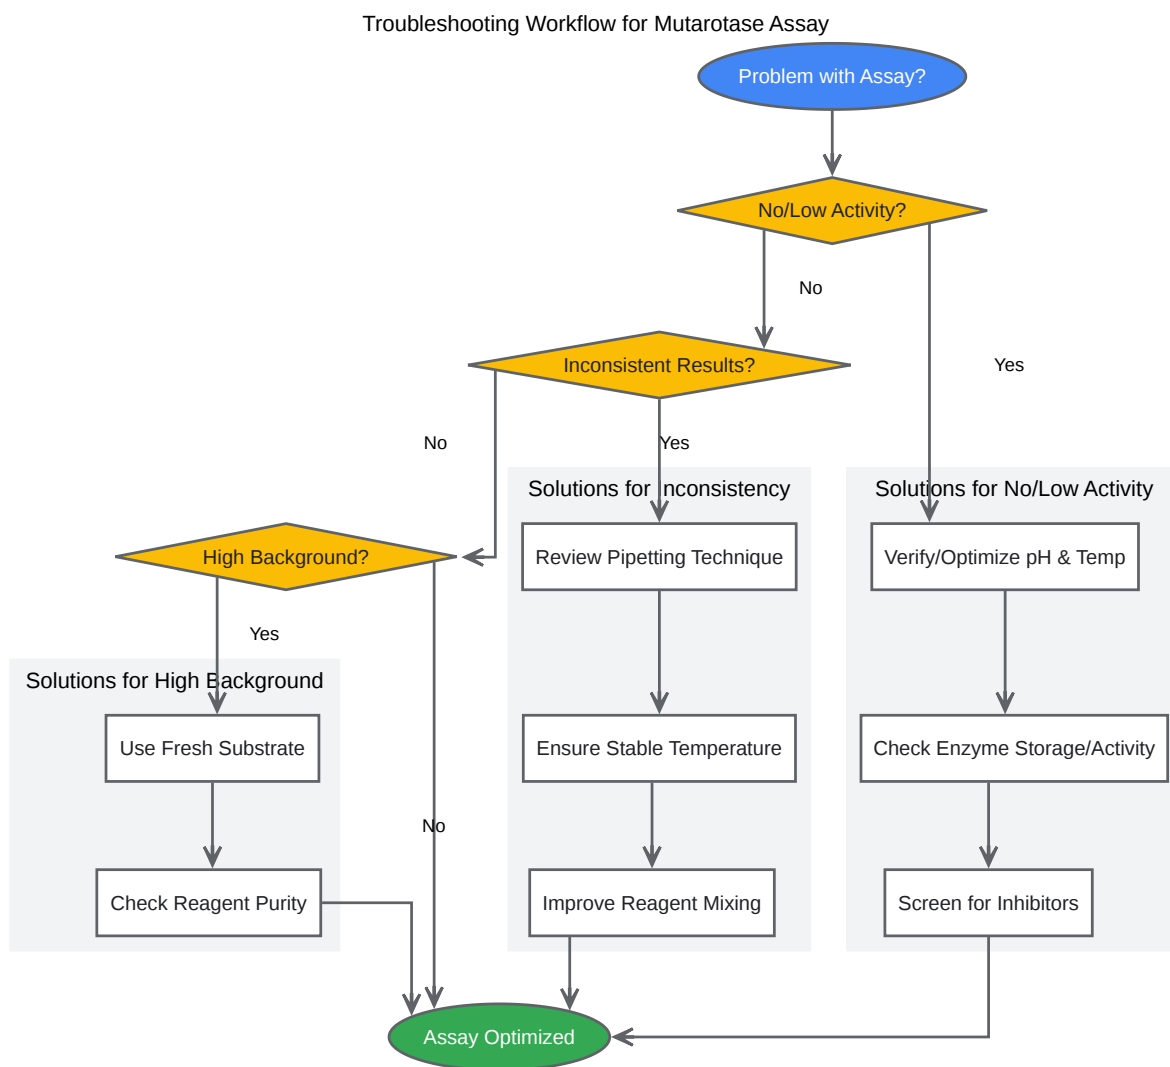 Troubleshooting Workflow for Mutarotase Assay
Problem with Assay?
No/Low Activity?
No
Yes
Inconsistent Results?
No
Yes
Solutions for Inconsistency
Solutions for No/Low Activity
High Background?
Review Pipetting Technique
Verify/Optimize pH & Temp
Yes
Solutions for High Background
Use Fresh Substrate
Ensure Stable Temperature
Check Enzyme Storage/Activity
No
Check Reagent Purity
Improve Reagent Mixing
Screen for Inhibitors
Assay Optimized